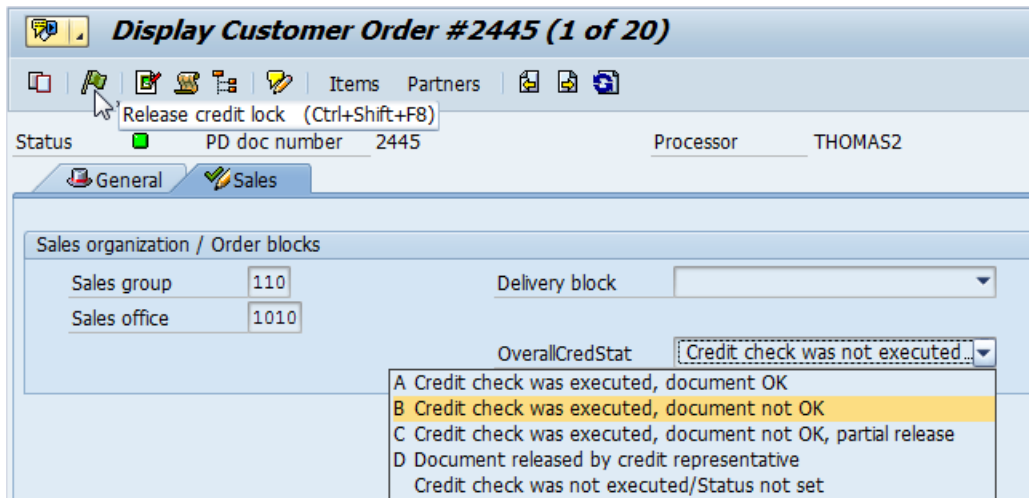 Display Customer Order #2445 (1 of 20)
Items Partners
Release credit lock (Ctrl+Shift+F8)
Status PD doc number 2445 Processor THOMAS2
General Sales
Sales organization / Order blocks
Sales group 110 Delivery block
Sales office 1010
OverallCredStat Credit check was not executed...
A Credit check was executed, document OK
B Credit check was executed, document not OK
C Credit check was executed, document not OK, partial release
D Document released by credit representative
Credit check was not executed/Status not set